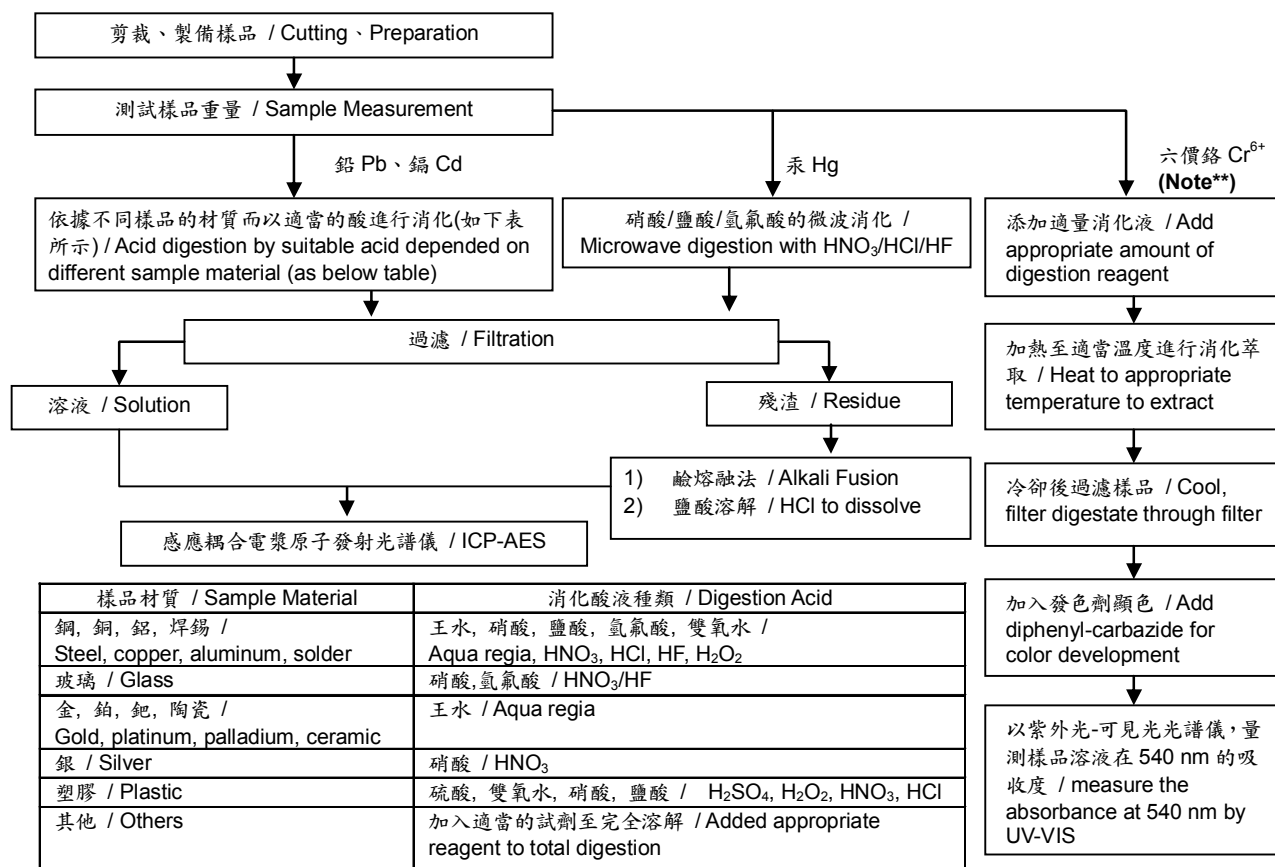 剪裁、製備樣品 / Cutting、Preparation
測試樣品重量 / Sample Measurement
鉛 Pb、鎘 Cd
汞 Hg
六價鉻 Cr⁶⁺
(Note**)
依據不同樣品的材質而以適當的酸進行消化(如下表
所示) / Acid digestion by suitable acid depended on
different sample material (as below table)
硝酸/鹽酸/氫氟酸的微波消化 /
Microwave digestion with HNO₃/HCl/HF
添加適量消化液 / Add
appropriate amount of
digestion reagent
過濾 / Filtration
加熱至適當溫度進行消化萃
取 / Heat to appropriate
temperature to extract
溶液 / Solution
殘渣 / Residue
1) 鹼熔融法 / Alkali Fusion
2) 鹽酸溶解 / HCl to dissolve
冷卻後過濾樣品 / Cool,
filter digestate through filter
感應耦合電漿原子發射光譜儀 / ICP-AES
加入發色劑顯色 / Add
diphenyl-carbazide for
color development
以紫外光-可見光光譜儀，量
測樣品溶液在 540 nm 的吸
收度 / measure the
absorbance at 540 nm by
UV-VIS
樣品材質 / Sample Material 消化酸液種類 / Digestion Acid
鋼, 銅, 鋁, 焊錫 / 王水, 硝酸, 鹽酸, 氫氟酸, 雙氧水 /
Steel, copper, aluminum, solder Aqua regia, HNO₃, HCl, HF, H₂O₂
玻璃 / Glass 硝酸,氫氟酸 / HNO₃/HF
金, 鉑, 鈀, 陶瓷 / 王水 / Aqua regia
Gold, platinum, palladium, ceramic
銀 / Silver 硝酸 / HNO₃
塑膠 / Plastic 硫酸, 雙氧水, 硝酸, 鹽酸 / H₂SO₄, H₂O₂, HNO₃, HCl
其他 / Others 加入適當的試劑至完全溶解 / Added appropriate
reagent to total digestion